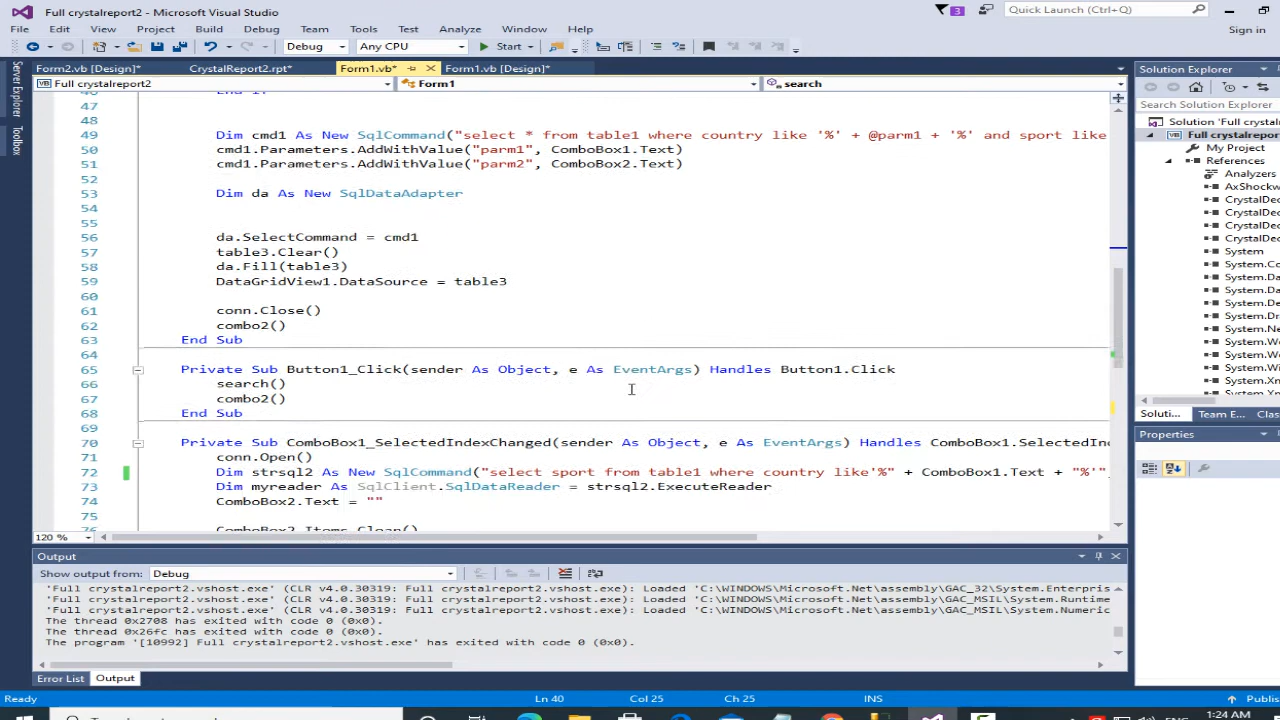 Full crystalreport2 - Microsoft Visual Studio
3
Quick Launch (Ctrl+Q)
File Edit View Project Build Debug Team Tools Test Analyze Window Help
Sign in
Debug Any CPU Start
Form2.vb [Design]* CrystalReport2.rpt* Form1.vb* Form1.vb [Design]*
Full crystalreport2 Form1 search
Server Explorer
Toolbox
46 End If
47
48
49 Dim cmd1 As New SqlCommand("select * from table1 where country like '%' + @parm1 + '%' and sport like
50 cmd1.Parameters.AddWithValue("parm1", ComboBox1.Text)
51 cmd1.Parameters.AddWithValue("parm2", ComboBox2.Text)
52
53 Dim da As New SqlDataAdapter
54
55
56 da.SelectCommand = cmd1
57 table3.Clear()
58 da.Fill(table3)
59 DataGridView1.DataSource = table3
60
61 conn.Close()
62 combo2()
63 End Sub
64
65 Private Sub Button1_Click(sender As Object, e As EventArgs) Handles Button1.Click
66 search()
67 combo2()
68 End Sub
69
70 Private Sub ComboBox1_SelectedIndexChanged(sender As Object, e As EventArgs) Handles ComboBox1.SelectedInd
71 conn.Open()
72 Dim strsql2 As New SqlCommand("select sport from table1 where country like'%" + ComboBox1.Text + "%'",
73 Dim myreader As SqlClient.SqlDataReader = strsql2.ExecuteReader
74 ComboBox2.Text = ""
75
76 ComboBox2.Items.Clear()
120 %
Solution Explorer
Search Solution Explorer
Solution 'Full crystal
Full crystalrepor
My Project
References
Analyzers
AxShockw
CrystalDec
CrystalDec
CrystalDec
System
System.Co
System.Da
System.Da
System.Dr
System.Ne
System.We
System.Xm
Soluti... Team E... Class
Properties
Output
Show output from: Debug
'Full crystalreport2.vshost.exe' (CLR v4.0.30319: Full crystalreport2.vshost.exe): Loaded 'C:\WINDOWS\Microsoft.Net\assembly\GAC_32\System.Enterpris
'Full crystalreport2.vshost.exe' (CLR v4.0.30319: Full crystalreport2.vshost.exe): Loaded 'C:\WINDOWS\Microsoft.Net\assembly\GAC_MSIL\System.Runtime
'Full crystalreport2.vshost.exe' (CLR v4.0.30319: Full crystalreport2.vshost.exe): Loaded 'C:\WINDOWS\Microsoft.Net\assembly\GAC_MSIL\System.Numeric
The thread 0x2708 has exited with code 0 (0x0).
The thread 0x26fc has exited with code 0 (0x0).
The program '[10992] Full crystalreport2.vshost.exe' has exited with code 0 (0x0).
Error List Output
Ready Ln 40 Col 25 Ch 25 INS Publish
1:24 AM